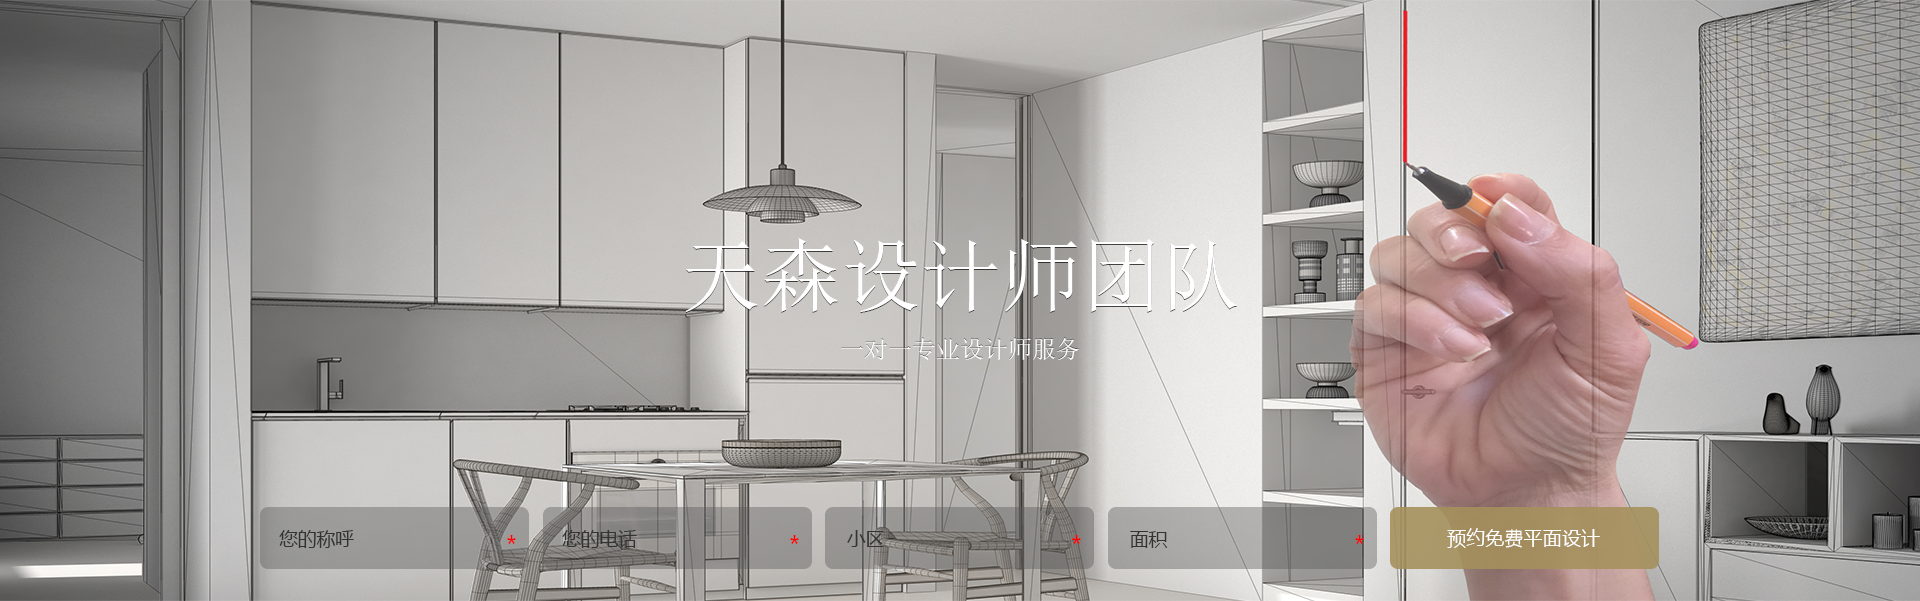 天森设计师团队
一对一专业设计师服务
您的称呼 *
您的电话 *
小区 *
面积 *
预约免费平面设计